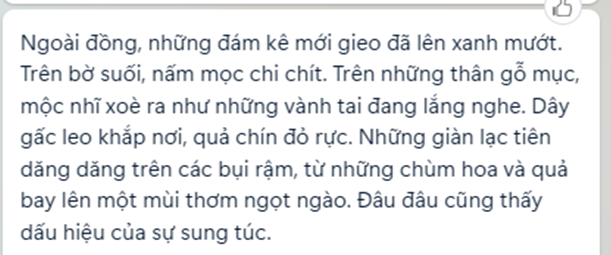 Ngoài đồng, những đám kê mới gieo đã lên xanh mướt.
Trên bờ suối, nấm mọc chi chít. Trên những thân gỗ mục,
mộc nhĩ xoè ra như những vành tai đang lắng nghe. Dây
gấc leo khắp nơi, quả chín đỏ rực. Những giàn lạc tiên
dăng dăng trên các bụi rậm, từ những chùm hoa và quả
bay lên một mùi thơm ngọt ngào. Đâu đâu cũng thấy
dấu hiệu của sự sung túc.